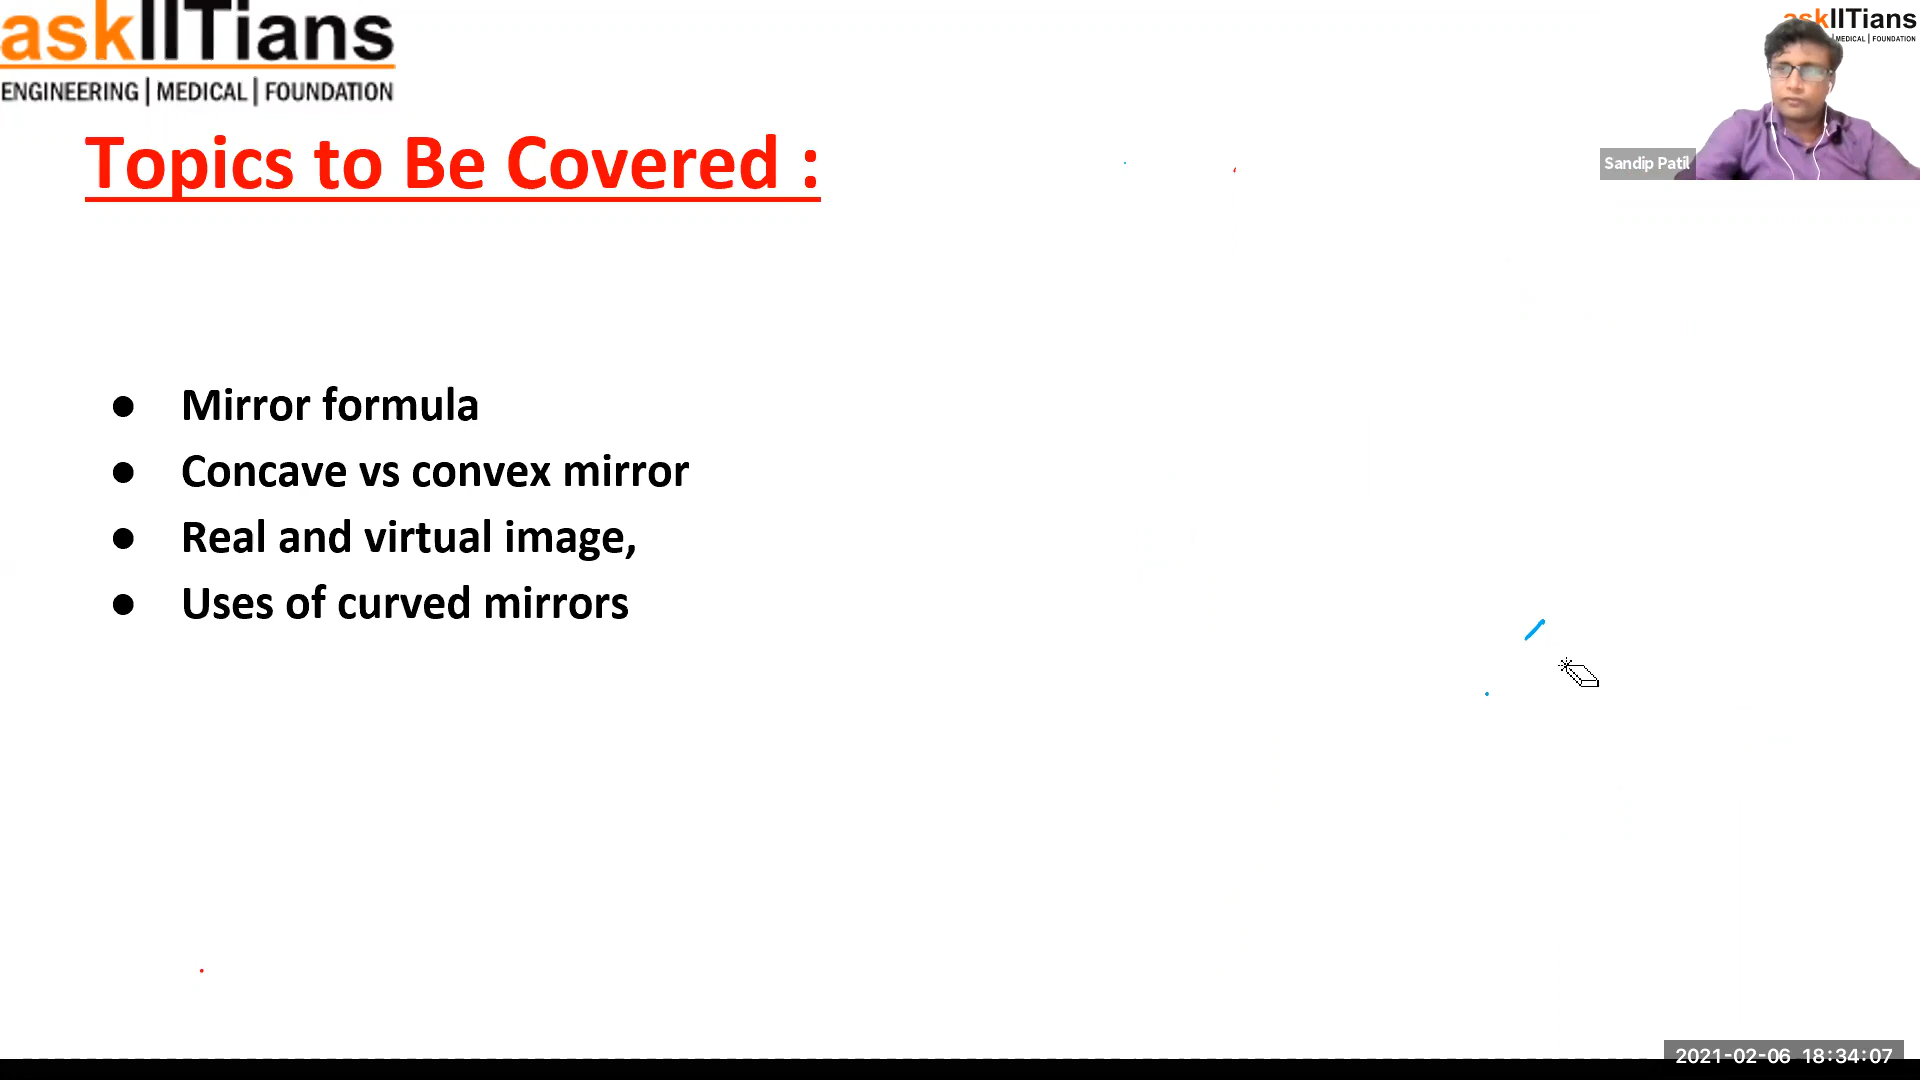 askIITians
ENGINEERING | MEDICAL | FOUNDATION
askIITians
MEDICAL | FOUNDATION
Sandip Patil
Topics to Be Covered :
● Mirror formula
● Concave vs convex mirror
● Real and virtual image,
● Uses of curved mirrors
2021-02-06 18:34:07